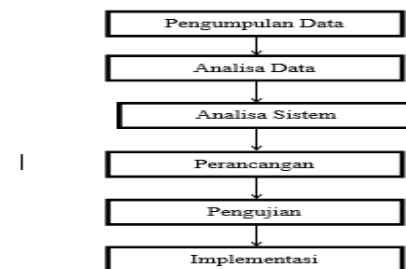 Pengumpulan Data
Analisa Data
Analisa Sistem
Perancangan
Pengujian
Implementasi